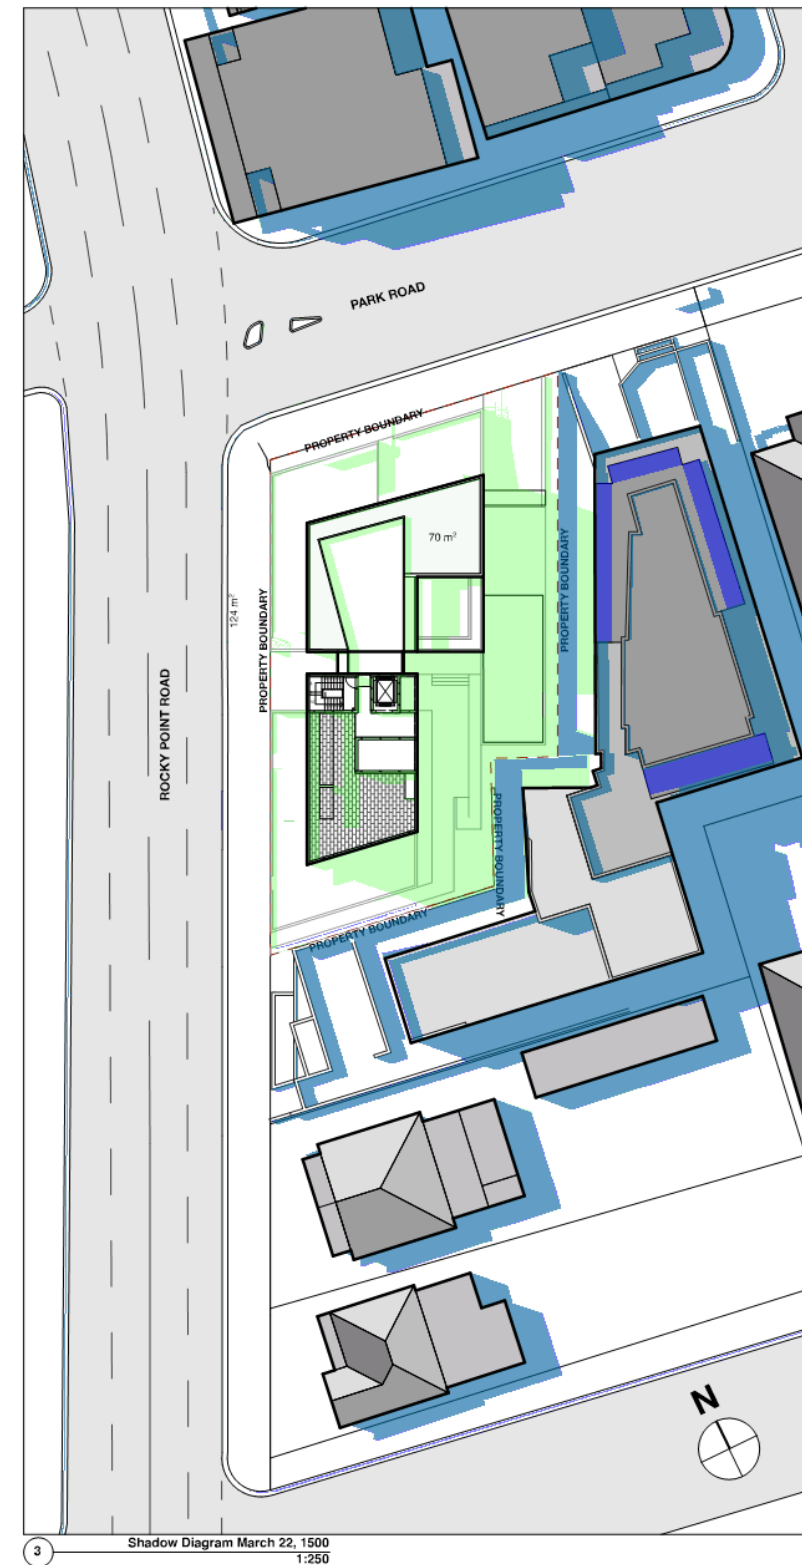 PARK ROAD
PROPERTY BOUNDARY
70 m²
PROPERTY BOUNDARY
124 m²
PROPERTY BOUNDARY
ROCKY POINT ROAD
PROPERTY BOUNDARY
PROPERTY BOUNDARY
N
3
Shadow Diagram March 22, 1500
1:250